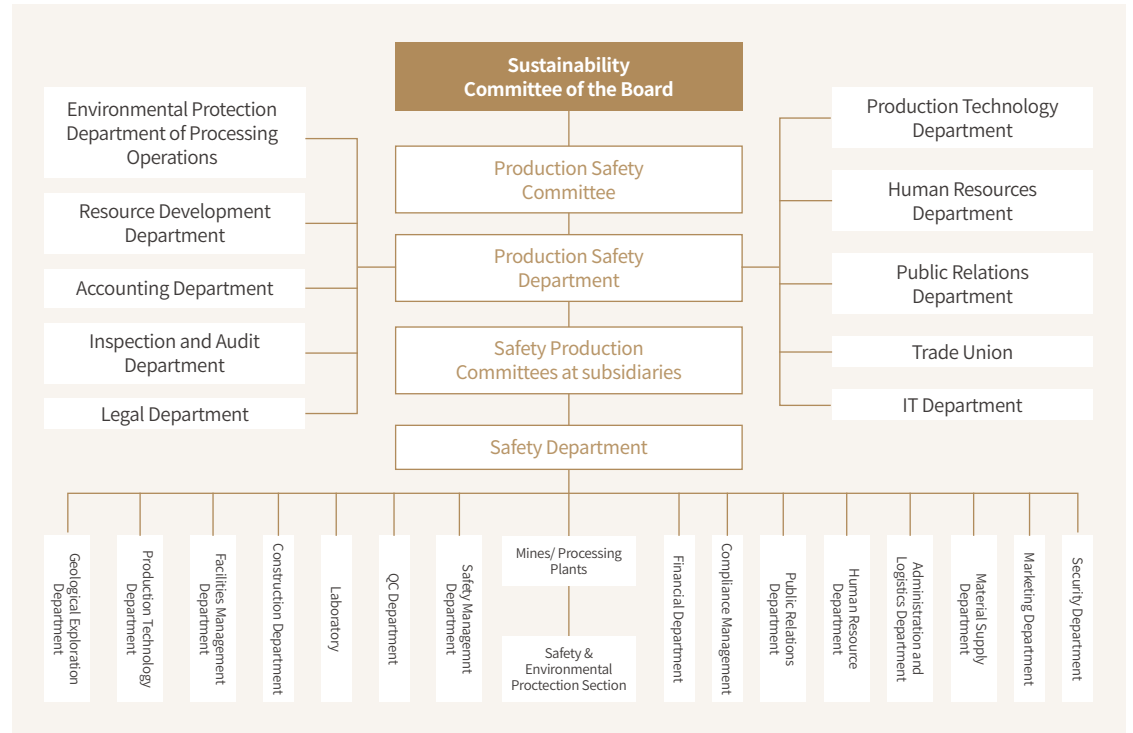 Sustainability
Committee of the Board
Production Safety
Committee
Production Safety
Department
Safety Production
Committees at subsidiaries
Safety Department
Environmental Protection
Department of Processing
Operations
Resource Development
Department
Accounting Department
Inspection and Audit
Department
Legal Department
Production Technology
Department
Human Resources
Department
Public Relations
Department
Trade Union
IT Department
Geological Exploration
Department
Production Technology
Department
Facilities Management
Department
Construction Department
Laboratory
QC Department
Safety Managemnt
Department
Mines/ Processing
Plants
Safety &
Environmental
Proctection Section
Financial Department
Compliance Management
Public Relations
Department
Human Resource
Department
Administration and
Logistics Department
Material Supply
Department
Marketing Department
Security Department